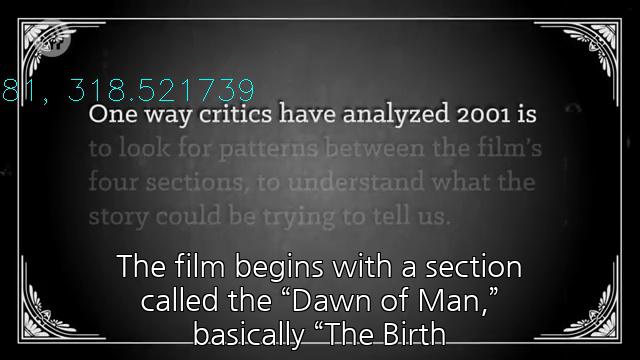 81, 318.521739
One way critics have analyzed 2001 is
to look for patterns between the film's
four sections, to understand what the
story could be trying to tell us.
The film begins with a section
called the “Dawn of Man,”
basically “The Birth